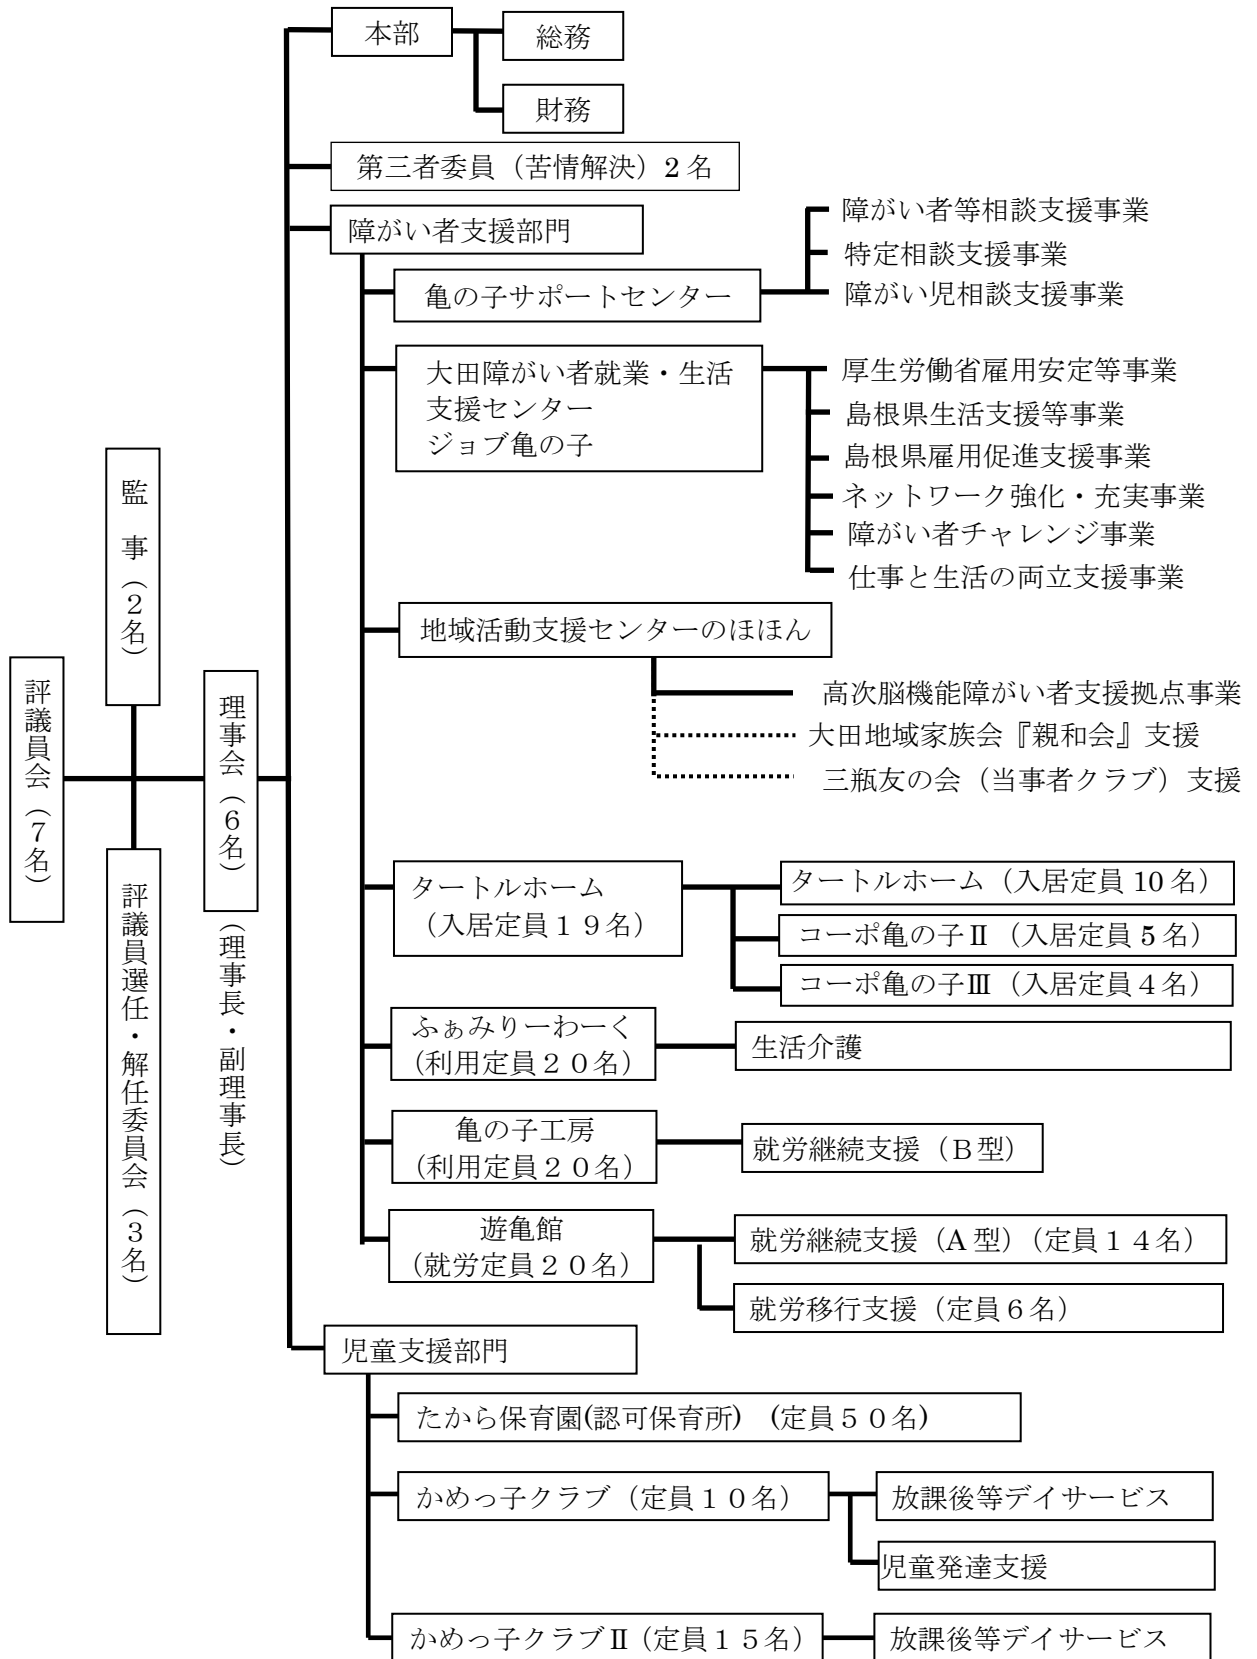 本部
総務
財務
第三者委員（苦情解決）2名
障がい者支援部門
亀の子サポートセンター
障がい者等相談支援事業
特定相談支援事業
障がい児相談支援事業
大田障がい者就業・生活
支援センター
ジョブ亀の子
厚生労働省雇用安定等事業
島根県生活支援等事業
島根県雇用促進支援事業
ネットワーク強化・充実事業
障がい者チャレンジ事業
仕事と生活の両立支援事業
地域活動支援センターのほほん
高次脳機能障がい者支援拠点事業
大田地域家族会『親和会』支援
三瓶友の会（当事者クラブ）支援
評議員会（７名）
監　事（２名）
評議員選任・解任委員会（３名）
理事会（６名）
（理事長・副理事長）
タートルホーム
（入居定員１９名）
タートルホーム（入居定員 10 名）
コーポ亀の子Ⅱ（入居定員 5 名）
コーポ亀の子Ⅲ（入居定員４名）
ふぁみりーわーく
(利用定員２０名)
生活介護
亀の子工房
(利用定員２０名)
就労継続支援（Ｂ型）
遊亀館
(就労定員２０名)
就労継続支援（A 型）（定員１４名）
就労移行支援（定員６名）
児童支援部門
たから保育園(認可保育所)　(定員５０名)
かめっ子クラブ（定員１０名）
放課後等デイサービス
児童発達支援
かめっ子クラブⅡ（定員１５名）
放課後等デイサービス